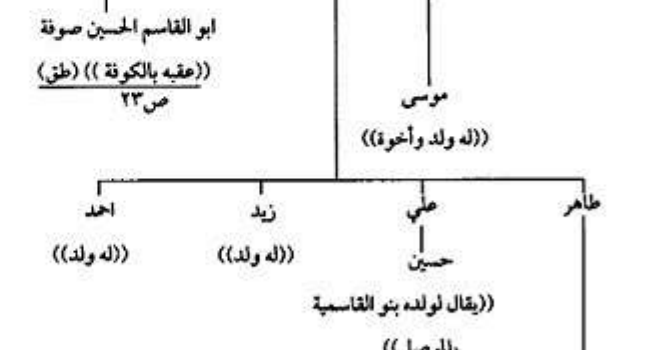 ابو القاسم الحسين صوفة
((عقبه بالكوفة )) (طق)
ص٢٣
موسى
((له ولد وأخوة))
طاهر
علي
زيد
احمد
((له ولد))
((له ولد))
حسين
((يقال لولده بنو القاسمية
بالموصل))